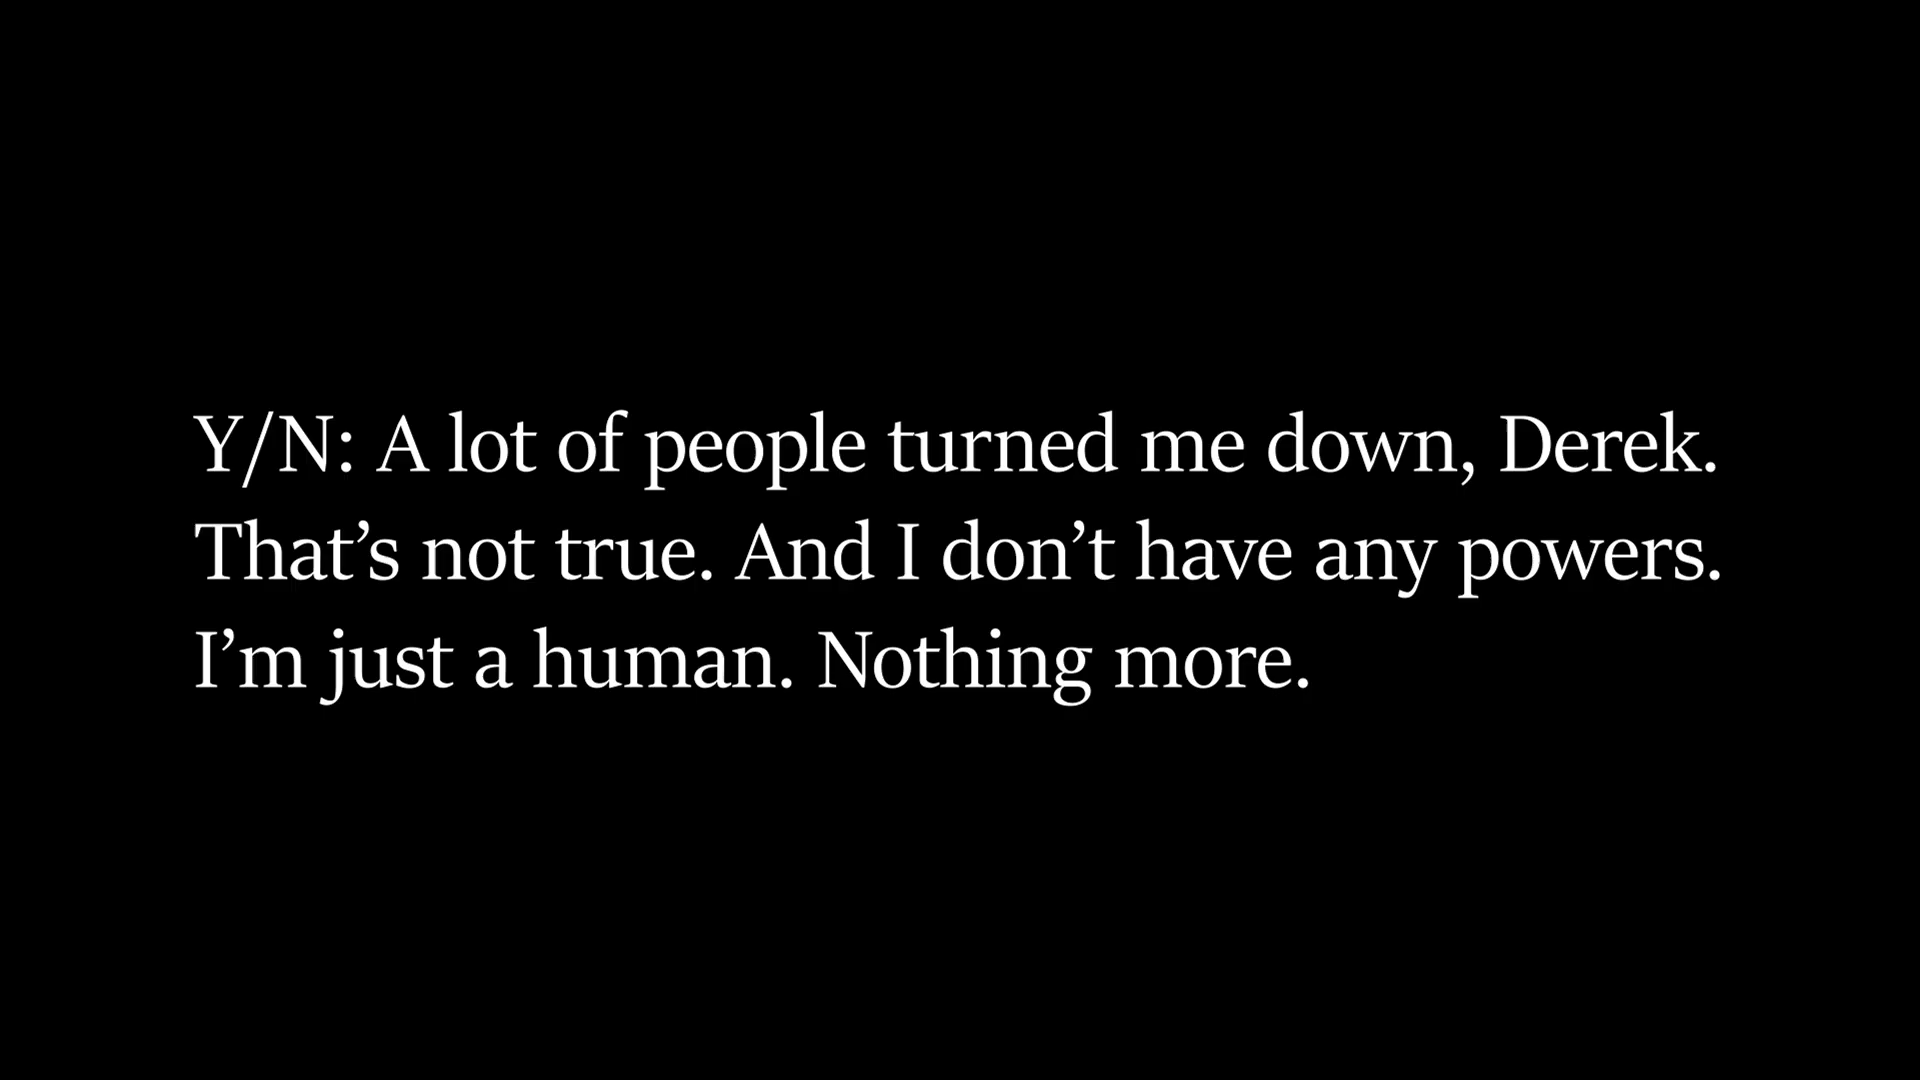 Y/N: A lot of people turned me down, Derek.
That’s not true. And I don’t have any powers.
I’m just a human. Nothing more.